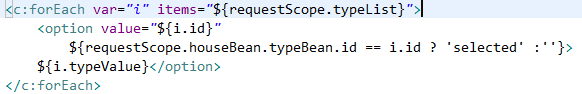 <c:forEach var="i" items="${requestScope.typeList}">
<option value="${i.id}"
${requestScope.houseBean.typeBean.id == i.id ? 'selected' :''}>
${i.typeValue}</option>
</c:forEach>